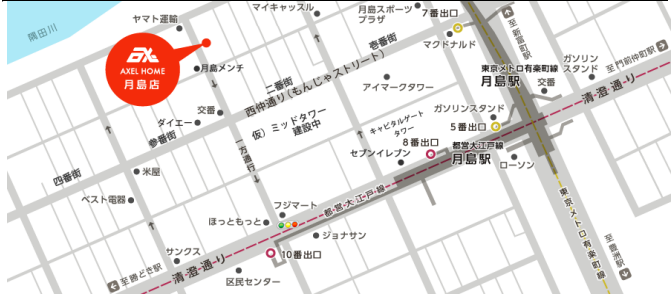 隅田川
ヤマト運輸
マイキャッスル
月島スポーツ
プラザ
7番出口
マクドナルド
至新富町駅
AXEL HOME
月島店
月島メンチ
壱番街
二番街
西仲通り(もんじゃストリート)
参番街
四番街
東京メトロ有楽町線
月島駅
ガソリン
スタンド
至門前仲町駅
交番
清澄通り
アイマークタワー
ガソリンスタンド
交番
ダイエー
(仮)ミッドタワー
建設中
キャピタルゲート
タワー
5番出口
8番出口
都営大江戸線
月島駅
セブンイレブン
ローソン
一方通行
米屋
ベスト電器
フジマート
都営大江戸線
ほっともっと
ジョナサン
サンクス
10番出口
至勝どき駅
清澄通り
区民センター
東京メトロ有楽町線
至豊洲駅